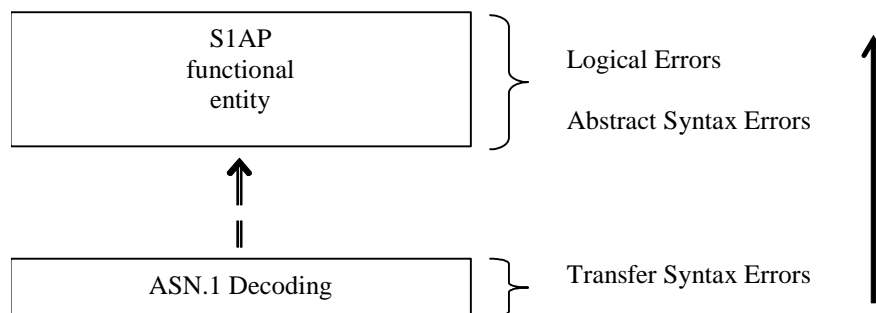 S1AP
functional
entity
Logical Errors
Abstract Syntax Errors
ASN.1 Decoding
Transfer Syntax Errors